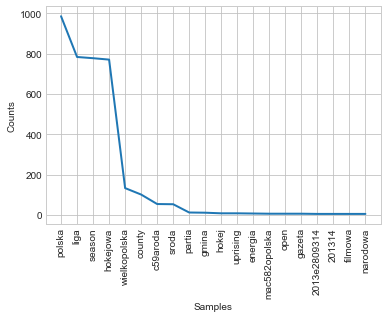 1000
800
600
400
200
0
Counts
polska
liga
season
hokejowa
wielkopolska
county
c59aroda
sroda
partia
gmina
hokej
uprising
energia
mac582opolska
open
gazeta
2013e2809314
201314
filmowa
narodowa
Samples